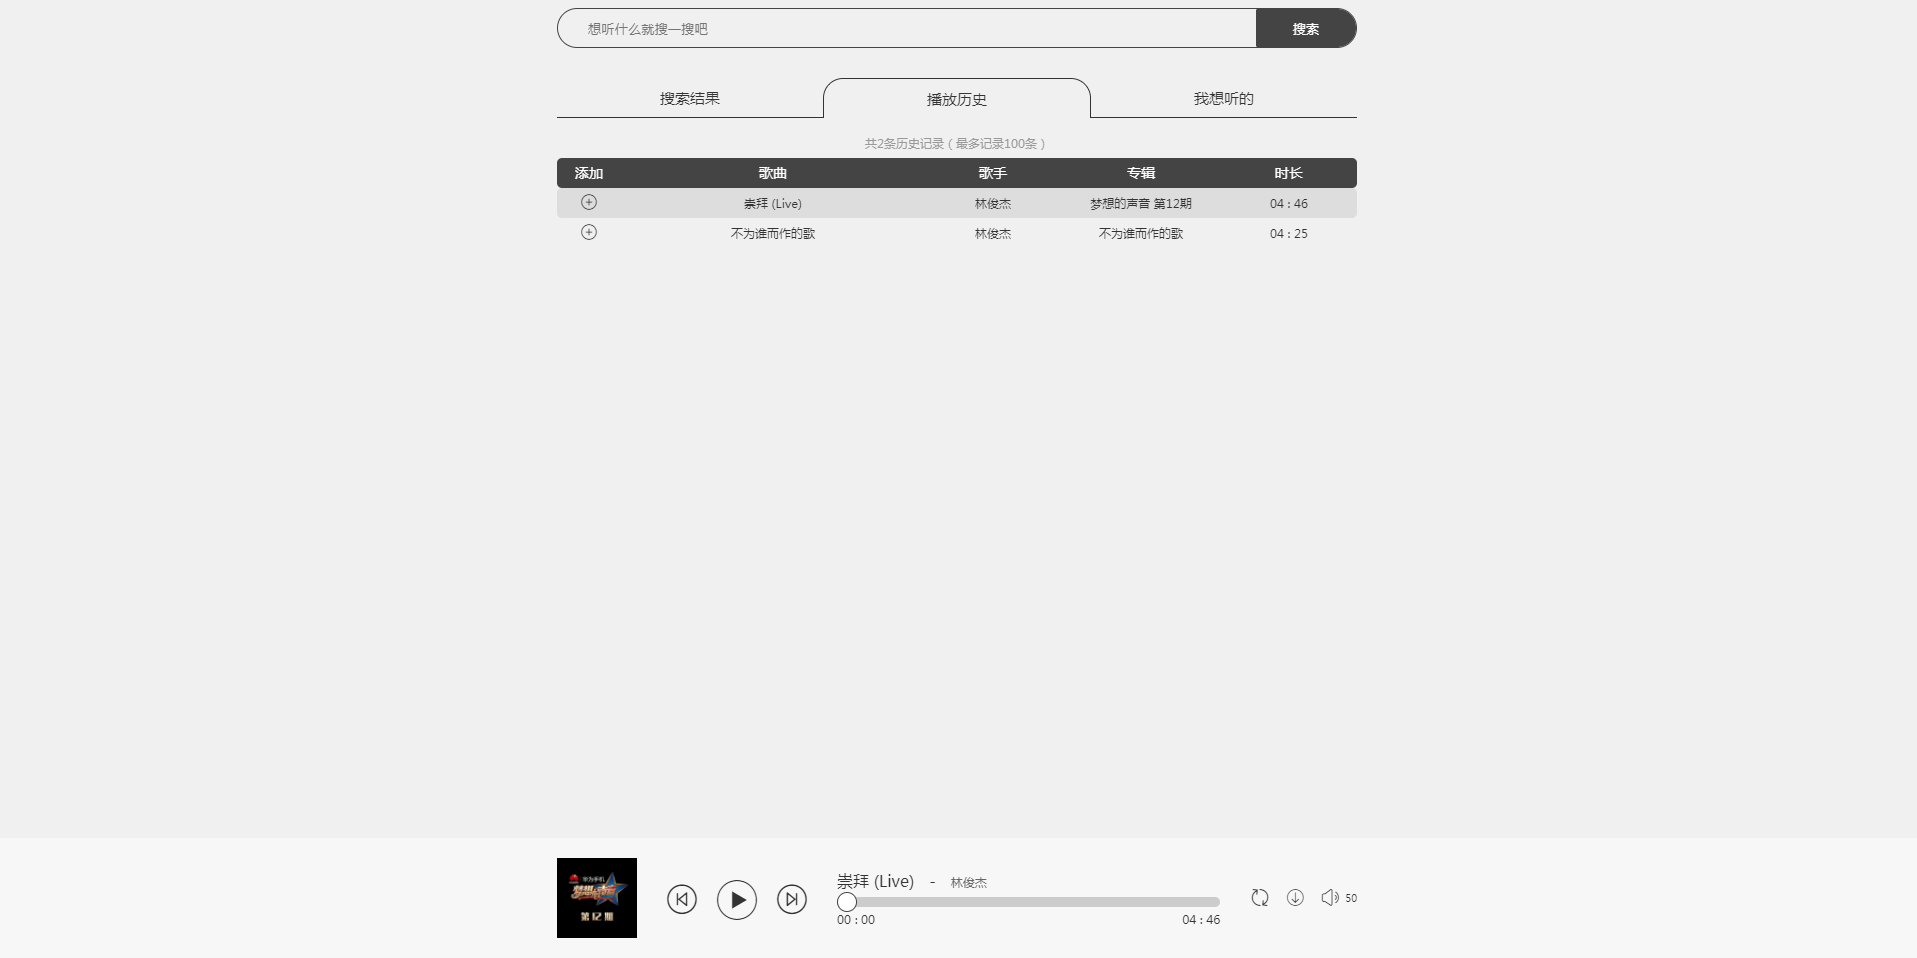 想听什么就搜一搜吧 搜索
搜索结果 播放历史 我想听的
共2条历史记录（最多记录100条）
添加 歌曲 歌手 专辑 时长
崇拜 (Live) 林俊杰 梦想的声音 第12期 04 : 46
不为谁而作的歌 林俊杰 不为谁而作的歌 04 : 25
华为手机
第12期
崇拜 (Live) - 林俊杰
00 : 00 04 : 46
50